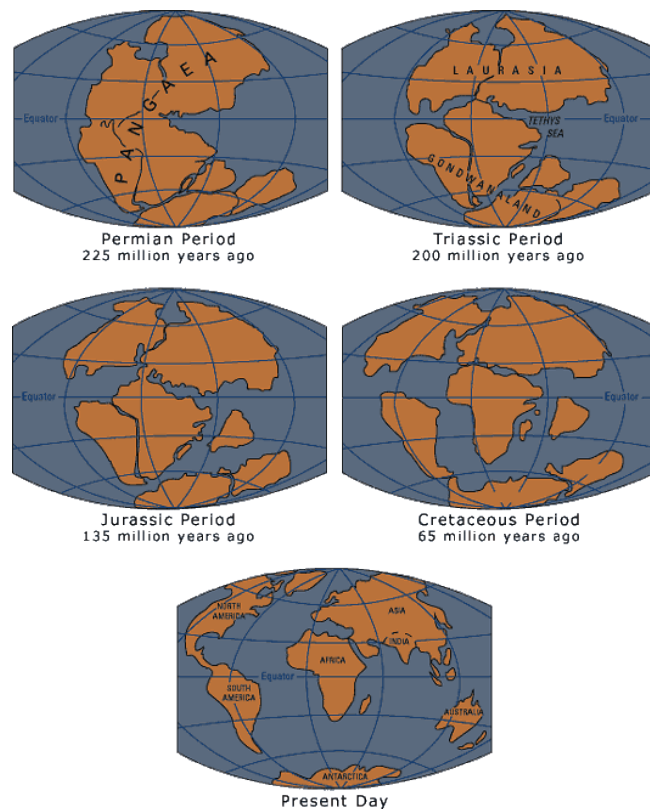 PANGAEA
Equator
Permian Period
225 million years ago
LAURASIA
TETHYS
SEA
Equator
GONDWANALAND
Triassic Period
200 million years ago
Equator
Jurassic Period
135 million years ago
Equator
Cretaceous Period
65 million years ago
NORTH
AMERICA
ASIA
INDIA
AFRICA
Equator
SOUTH
AMERICA
AUSTRALIA
ANTARCTICA
Present Day